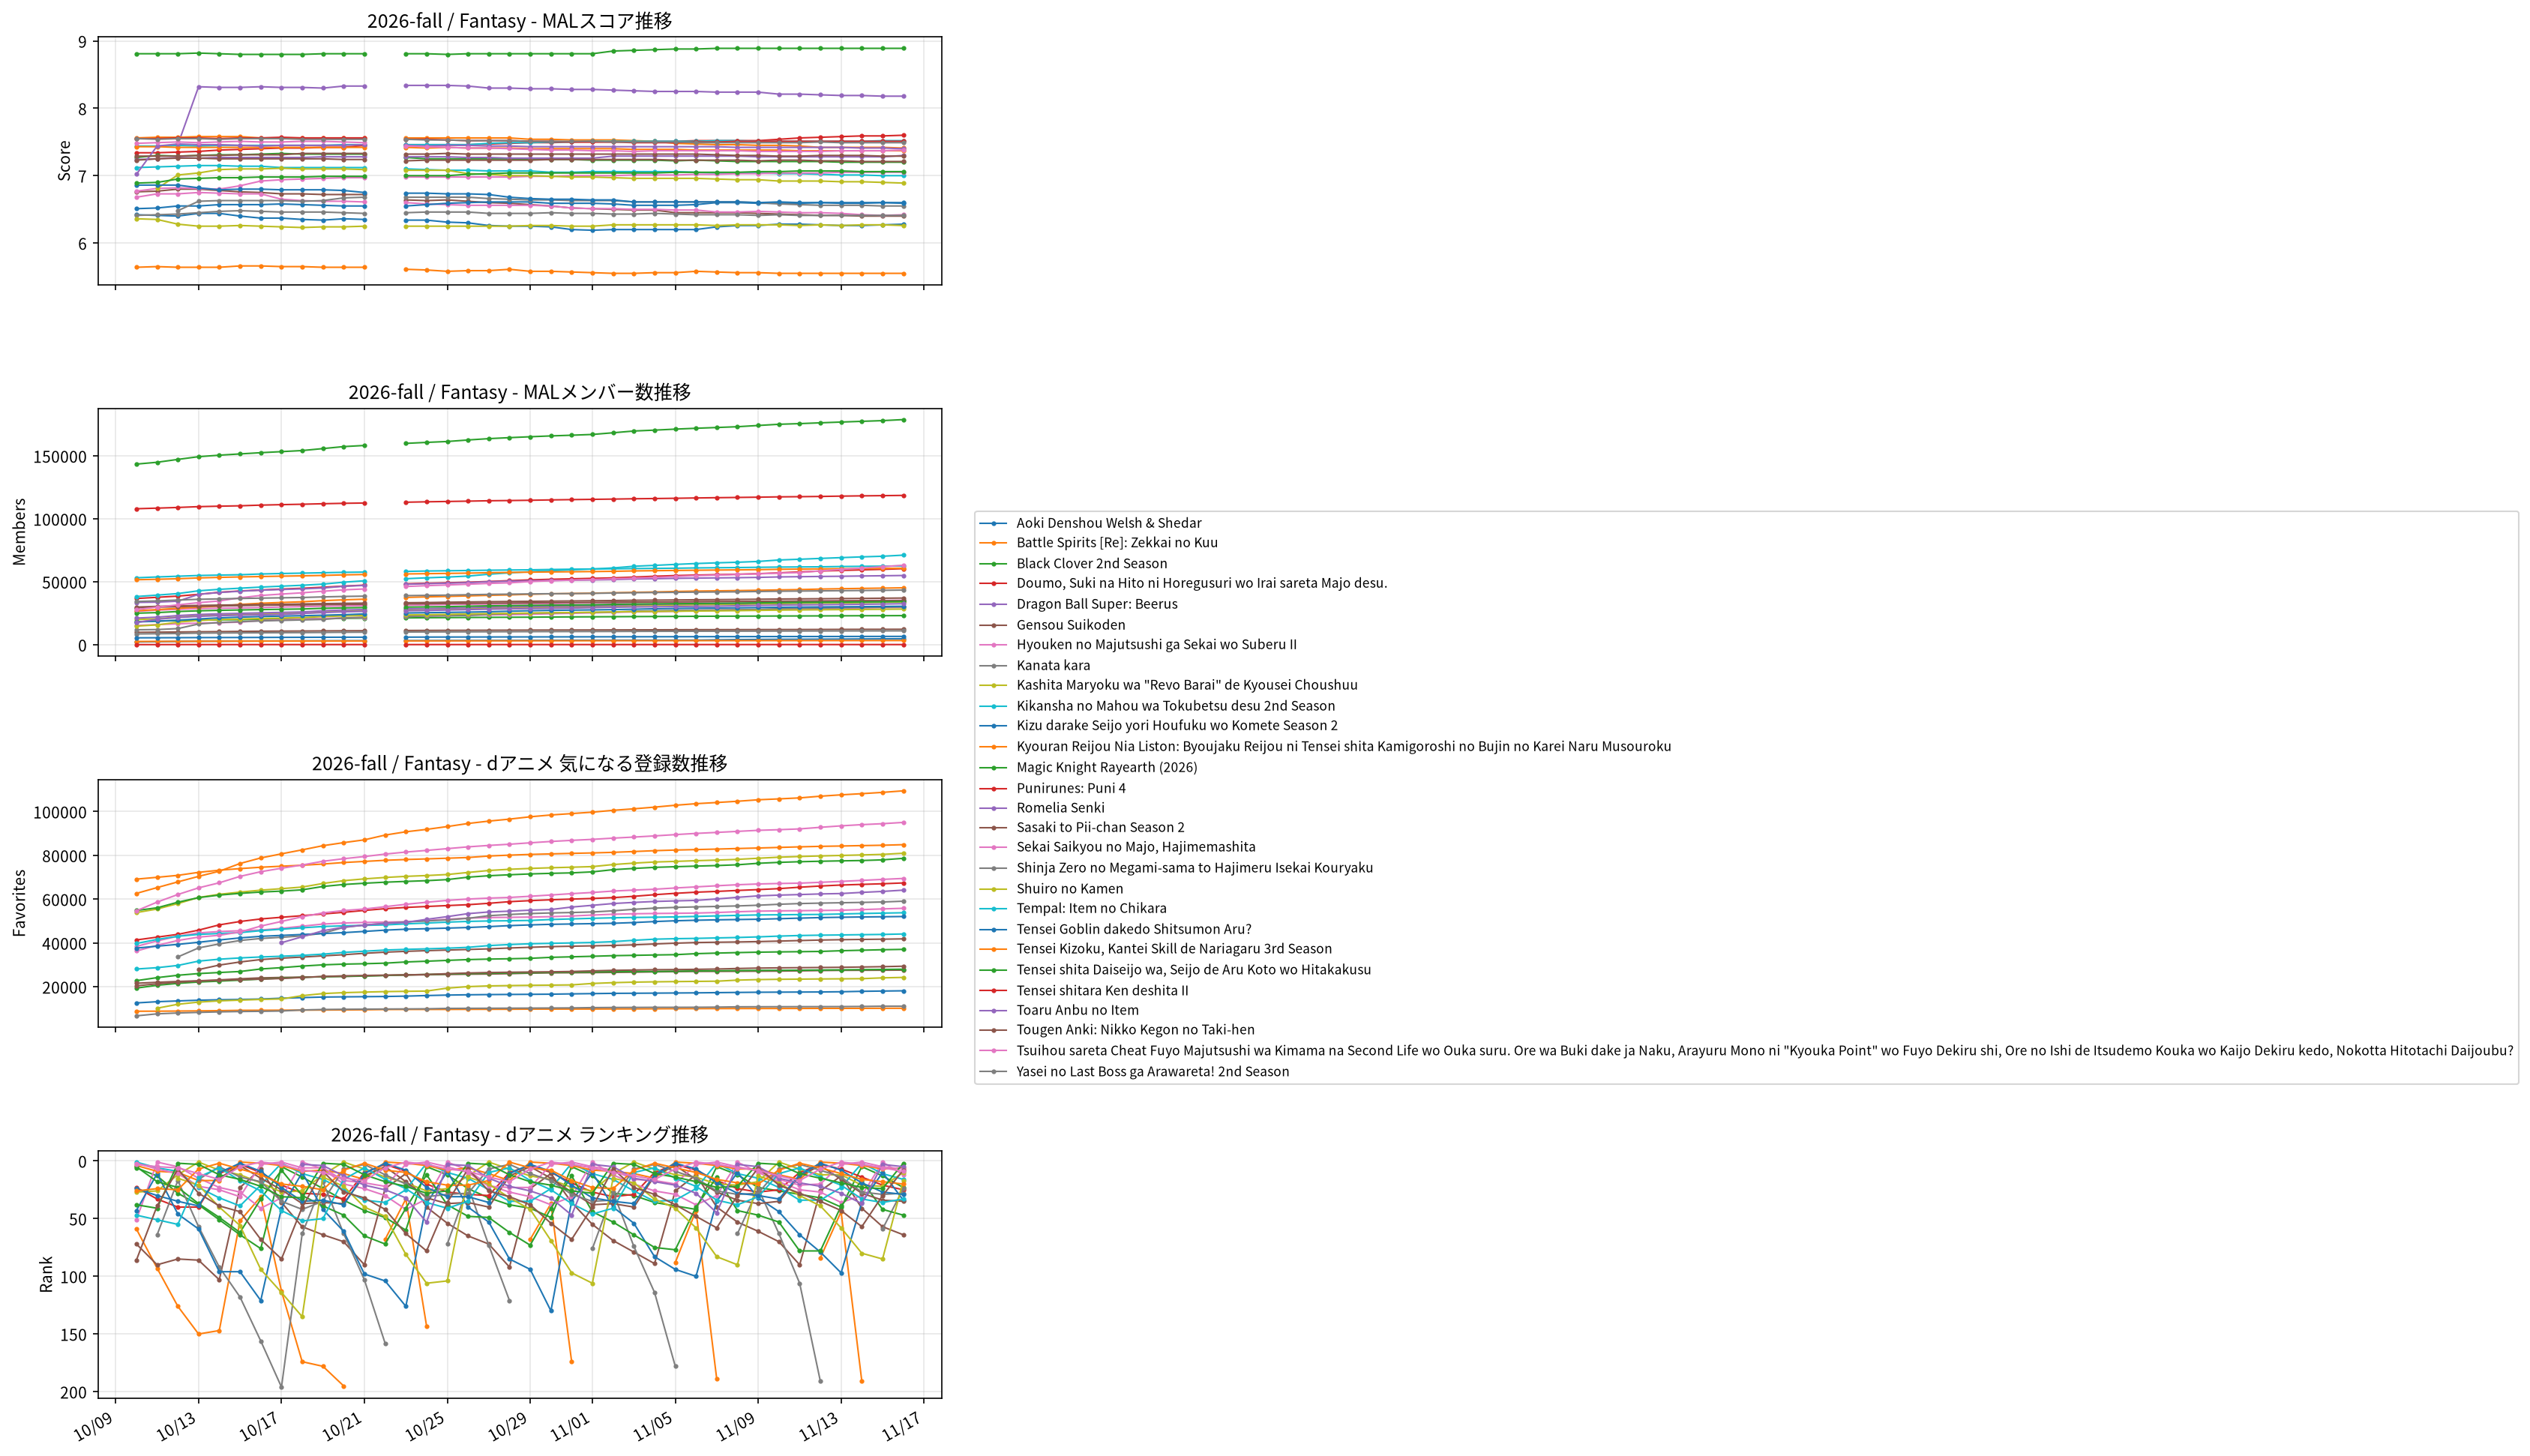 2026-fall / Fantasy - MALスコア推移
9
8
7
6
Score
2026-fall / Fantasy - MALメンバー数推移
150000
100000
50000
0
Members
2026-fall / Fantasy - dアニメ 気になる登録数推移
100000
80000
60000
40000
20000
Favorites
2026-fall / Fantasy - dアニメ ランキング推移
0
50
100
150
200
Rank
10/09
10/13
10/17
10/21
10/25
10/29
11/01
11/05
11/09
11/13
11/17
Aoki Denshou Welsh & Shedar
Battle Spirits [Re]: Zekkai no Kuu
Black Clover 2nd Season
Doumo, Suki na Hito ni Horegusuri wo Irai sareta Majo desu.
Dragon Ball Super: Beerus
Gensou Suikoden
Hyouken no Majutsushi ga Sekai wo Suberu II
Kanata kara
Kashita Maryoku wa "Revo Barai" de Kyousei Choushuu
Kikansha no Mahou wa Tokubetsu desu 2nd Season
Kizu darake Seijo yori Houfuku wo Komete Season 2
Kyouran Reijou Nia Liston: Byoujaku Reijou ni Tensei shita Kamigoroshi no Bujin no Karei Naru Musouroku
Magic Knight Rayearth (2026)
Punirunes: Puni 4
Romelia Senki
Sasaki to Pii-chan Season 2
Sekai Saikyou no Majo, Hajimemashita
Shinja Zero no Megami-sama to Hajimeru Isekai Kouryaku
Shuiro no Kamen
Tempal: Item no Chikara
Tensei Goblin dakedo Shitsumon Aru?
Tensei Kizoku, Kantei Skill de Nariagaru 3rd Season
Tensei shita Daiseijo wa, Seijo de Aru Koto wo Hitakakusu
Tensei shitara Ken deshita II
Toaru Anbu no Item
Tougen Anki: Nikko Kegon no Taki-hen
Tsuihou sareta Cheat Fuyo Majutsushi wa Kimama na Second Life wo Ouka suru. Ore wa Buki dake ja Naku, Arayuru Mono ni "Kyouka Point" wo Fuyo Dekiru shi, Ore no Ishi de Itsudemo Kouka wo Kaijo Dekiru kedo, Nokotta Hitotachi Daijoubu?
Yasei no Last Boss ga Arawareta! 2nd Season